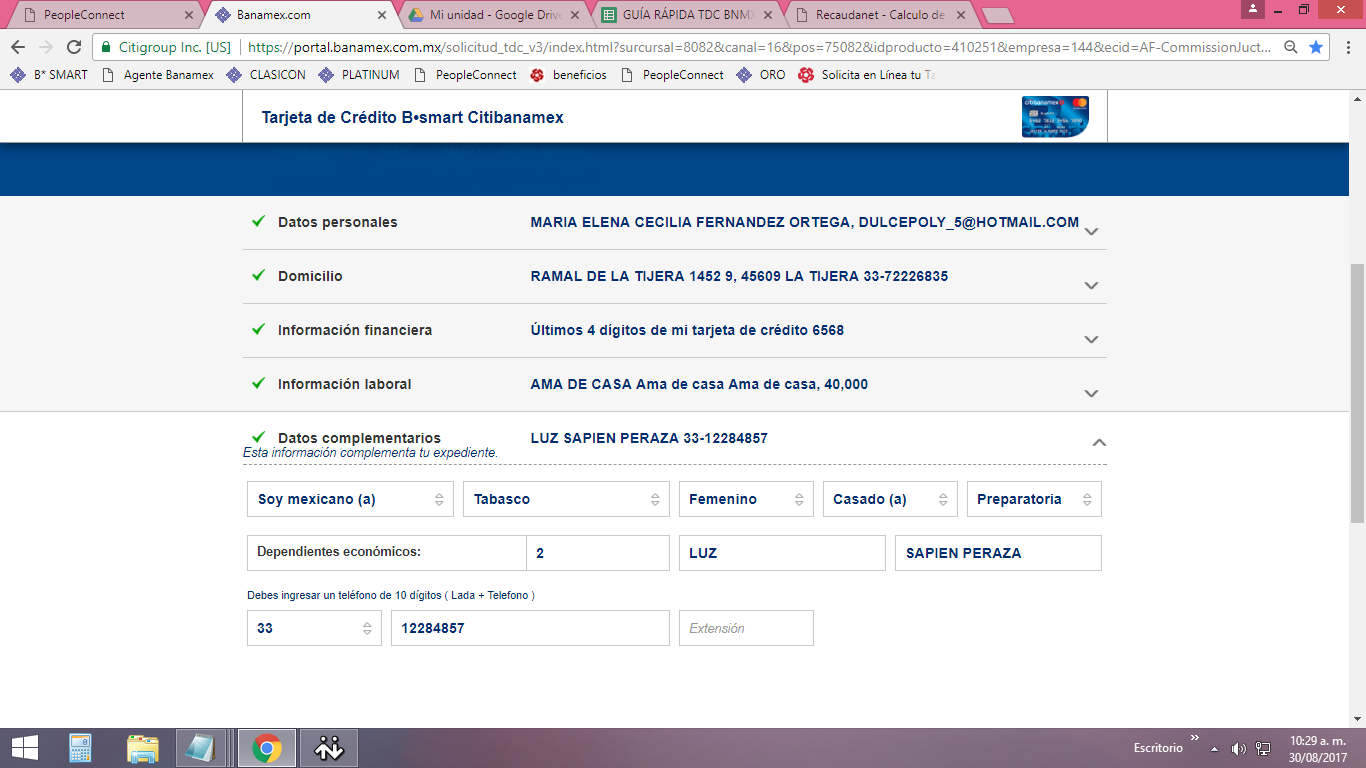 PeopleConnect
Banamex.com
Mi unidad - Google Drive
GUÍA RÁPIDA TDC BNMX
Recaudanet - Calculo de
Citigroup Inc. [US] https://portal.banamex.com.mx/solicitud_tdc_v3/index.html?surcursal=8082&canal=16&pos=75082&idproducto=410251&empresa=144&ecid=AF-CommissionJuct...
B* SMART Agente Banamex CLASICON PLATINUM PeopleConnect beneficios PeopleConnect ORO Solicita en Línea tu Ta
Tarjeta de Crédito B•smart Citibanamex
citibanamex
Datos personales MARIA ELENA CECILIA FERNANDEZ ORTEGA, DULCEPOLY_5@HOTMAIL.COM
Domicilio RAMAL DE LA TIJERA 1452 9, 45609 LA TIJERA 33-72226835
Información financiera Últimos 4 dígitos de mi tarjeta de crédito 6568
Información laboral AMA DE CASA Ama de casa Ama de casa, 40,000
Datos complementarios LUZ SAPIEN PERAZA 33-12284857
Esta información complementa tu expediente.
Soy mexicano (a) Tabasco Femenino Casado (a) Preparatoria
Dependientes económicos: 2 LUZ SAPIEN PERAZA
Debes ingresar un teléfono de 10 dígitos ( Lada + Telefono )
33 12284857 Extensión
Escritorio
10:29 a. m.
30/08/2017